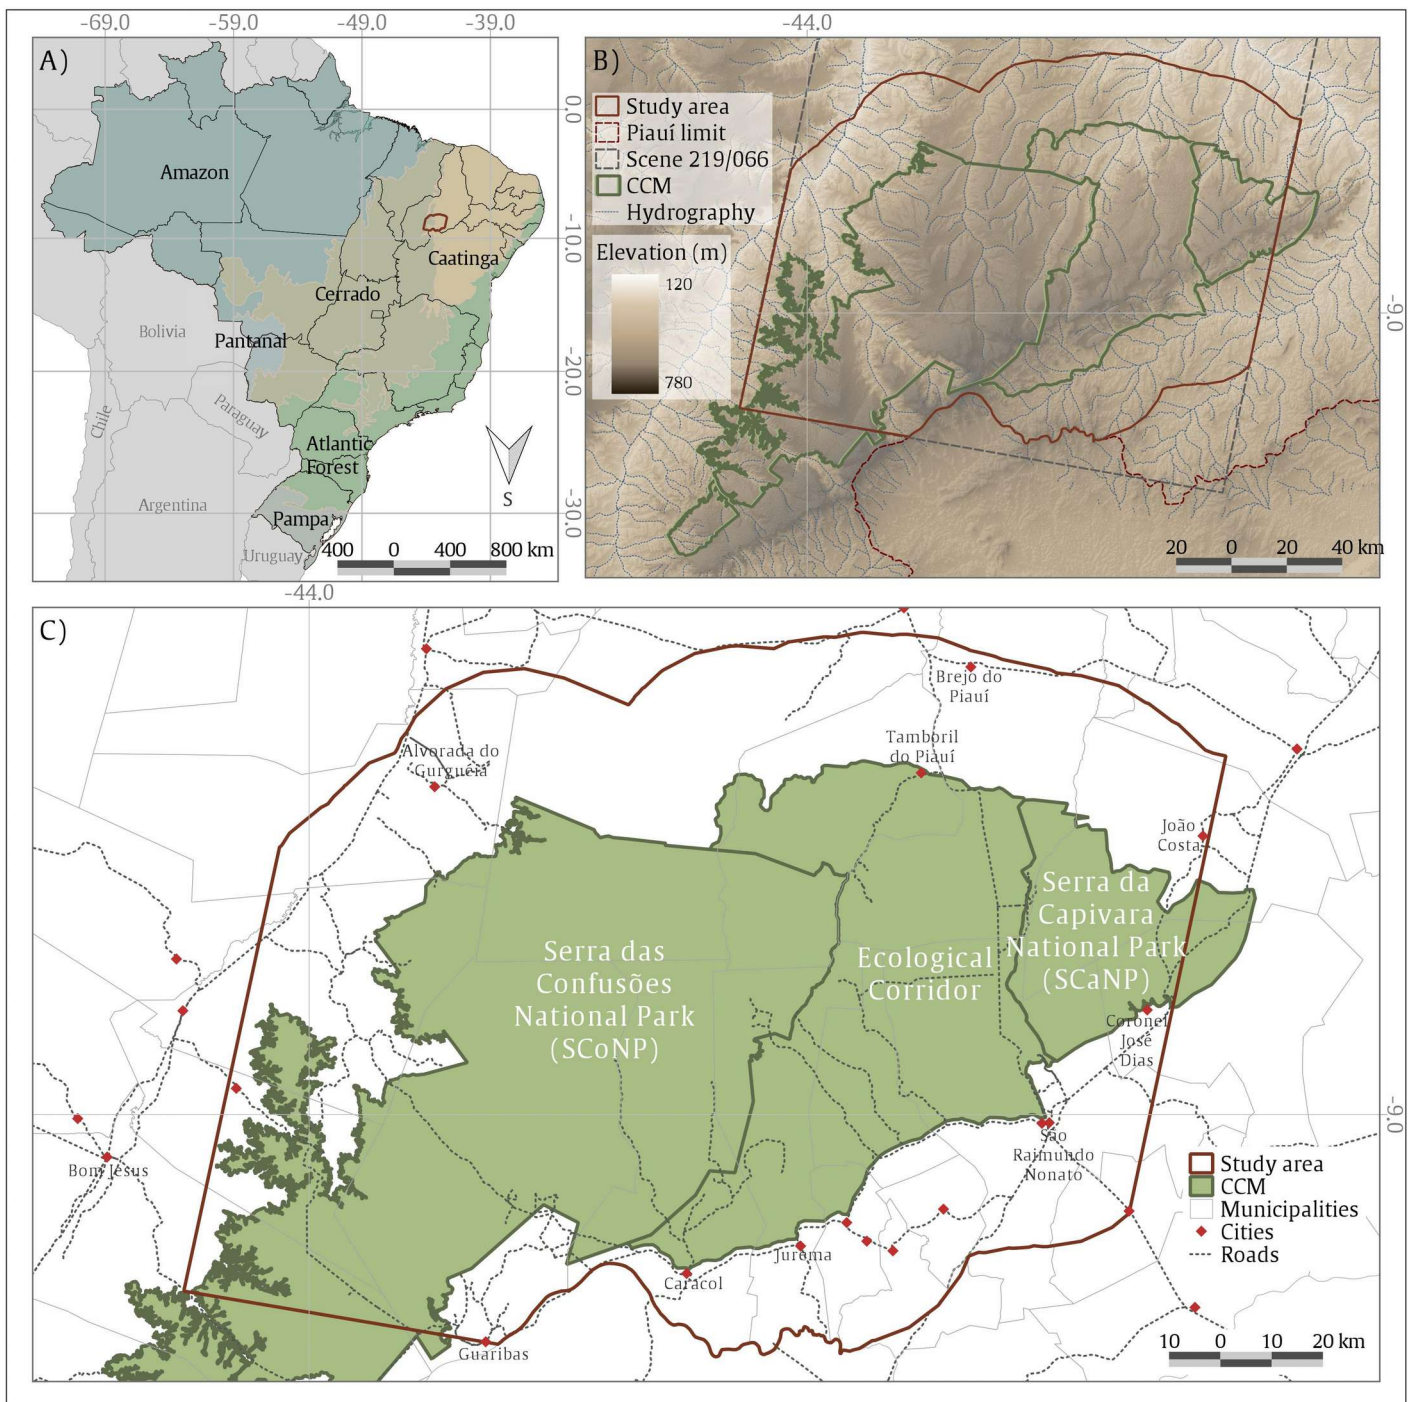 -69.0
-59.0
-49.0
-39.0
A)
0.0
-10.0
-20.0
-30.0
Amazon
Caatinga
Cerrado
Pantanal
Atlantic
Forest
Pampa
Bolivia
Paraguay
Chile
Argentina
Uruguay
S
400 0 400 800 km
-44.0
B)
Study area
Piauí limit
Scene 219/066
CCM
Hydrography
Elevation (m)
120
780
-9.0
20 0 20 40 km
-44.0
C)
Brejo do
Piauí
Tamboril
do Piauí
Alvorada do
Gurguéia
João
Costa
Serra da
Capivara
National Park
(SCaNP)
Serra das
Confusões
National Park
(SCoNP)
Ecological
Corridor
Coronel
José
Dias
-9.0
São
Raimundo
Nonato
Bom Jesus
Jurema
Caracol
Guaribas
Study area
CCM
Municipalities
Cities
Roads
10 0 10 20 km